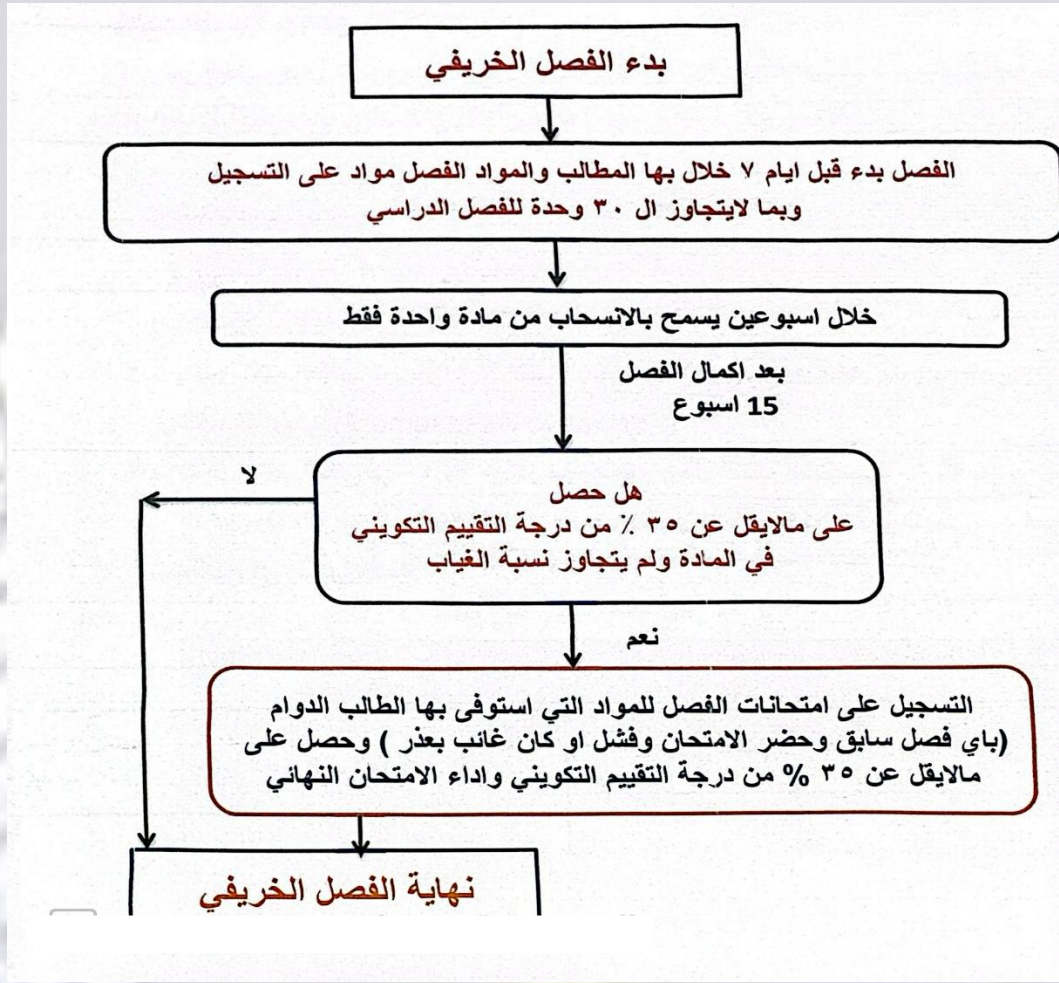 بدء الفصل الخريفي
الفصل بدء قبل ايام ٧ خلال بها المطالب والمواد الفصل مواد على التسجيل
وبما لايتجاوز ال ٣٠ وحدة للفصل الدراسي
خلال اسبوعين يسمح بالانسحاب من مادة واحدة فقط
بعد اكمال الفصل
15 اسبوع
لا
هل حصل
على مالايقل عن ٣٥ ٪ من درجة التقييم التكويني
في المادة ولم يتجاوز نسبة الغياب
نعم
التسجيل على امتحانات الفصل للمواد التي استوفى بها الطالب الدوام
(باي فصل سابق وحضر الامتحان وفشل او كان غائب بعذر ) وحصل على
مالايقل عن ٣٥ % من درجة التقييم التكويني واداء الامتحان النهائي
نهاية الفصل الخريفي